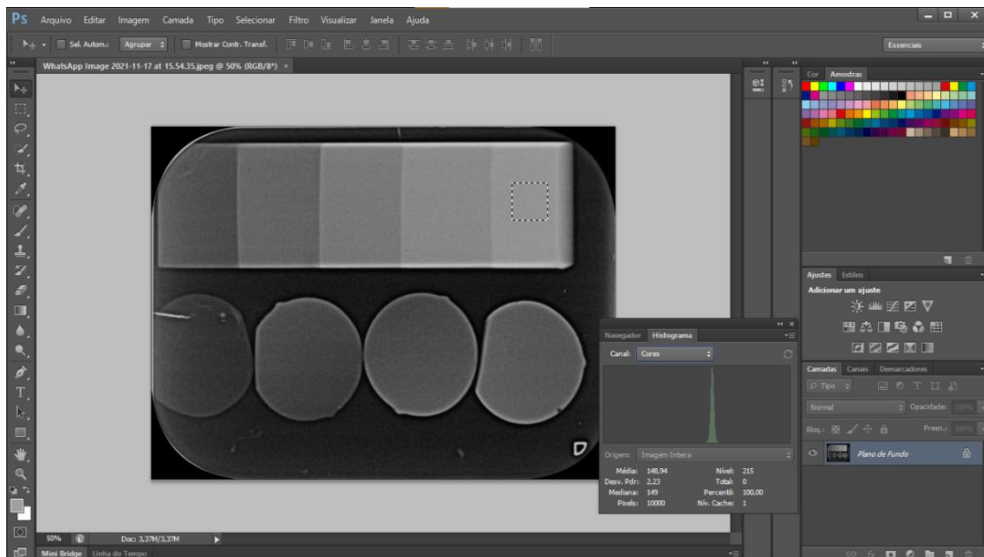 Ps Arquivo Editar Imagem Camada Tipo Selecionar Filtro Visualizar Janela Ajuda
Sel. Autom.: Agrupar Mostrar Contr. Transf. Essenciais
WhatsApp Image 2021-11-17 at 15.54.35.jpeg @ 50% (RGB/8*) ×
Cor Amostras
Ajustes Estilos
Adicionar um ajuste
Navegador Histograma
Canal: Cores
Origem: Imagem Inteira
Média: 148,94 Nível: 215
Desv. Pdr: 2,23 Total: 0
Mediana: 149 Percentil: 100,00
Pixels: 10000 Nív. Cache: 1
Camadas Canais Demarcadores
Tipo
Normal Opacidade: 100%
Bloq.: Preen.: 100%
Plano de Fundo
D
50% Doc: 3,37M/3,37M
Mini Bridge Linha do Tempo